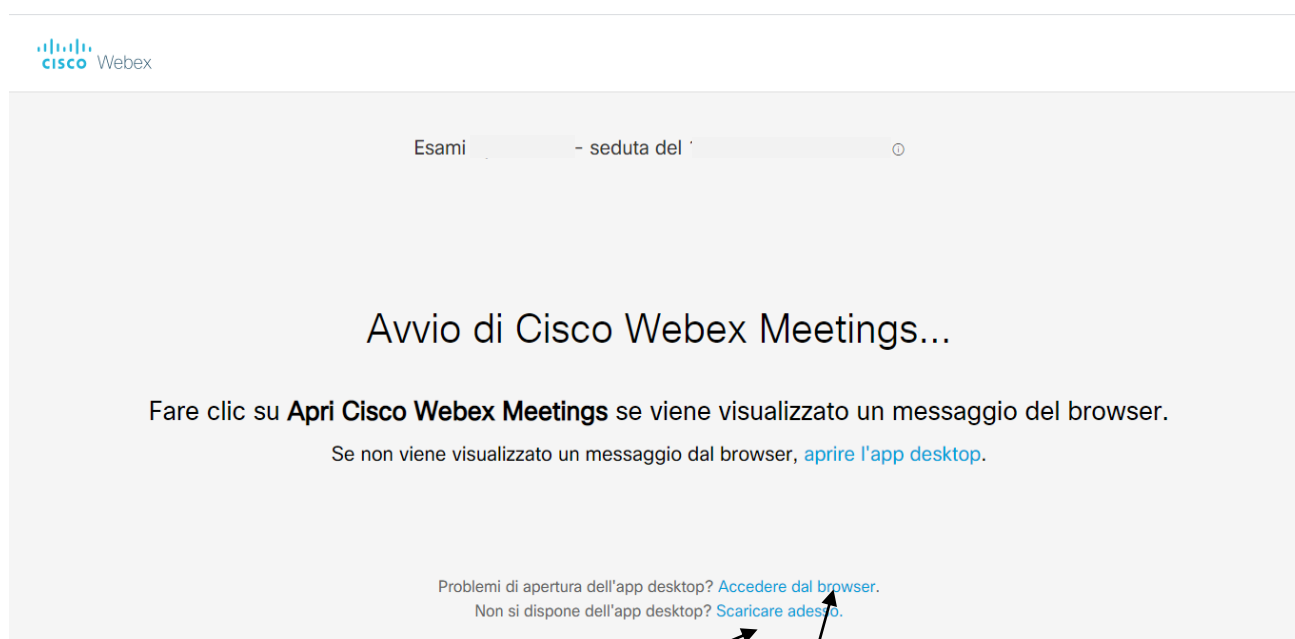 cisco Webex
Esami - seduta del
Avvio di Cisco Webex Meetings...
Fare clic su Apri Cisco Webex Meetings se viene visualizzato un messaggio del browser.
Se non viene visualizzato un messaggio dal browser, aprire l'app desktop.
Problemi di apertura dell'app desktop? Accedere dal browser.
Non si dispone dell'app desktop? Scaricare adesso.